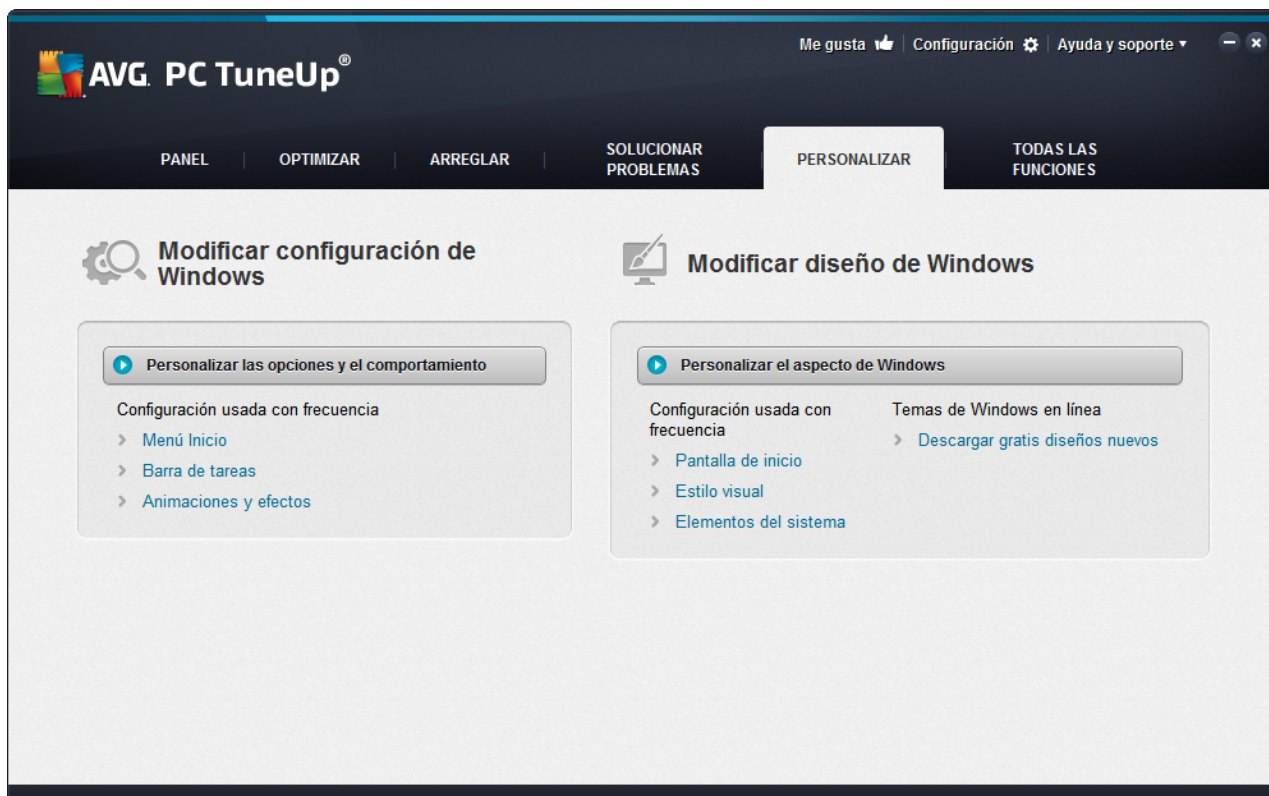 Me gusta Configuración Ayuda y soporte
AVG. PC TuneUp®
PANEL
OPTIMIZAR
ARREGLAR
SOLUCIONAR
PROBLEMAS
PERSONALIZAR
TODAS LAS
FUNCIONES
Modificar configuración de
Windows
Personalizar las opciones y el comportamiento
Configuración usada con frecuencia
Menú Inicio
Barra de tareas
Animaciones y efectos
Modificar diseño de Windows
Personalizar el aspecto de Windows
Configuración usada con
frecuencia
Pantalla de inicio
Estilo visual
Elementos del sistema
Temas de Windows en línea
Descargar gratis diseños nuevos